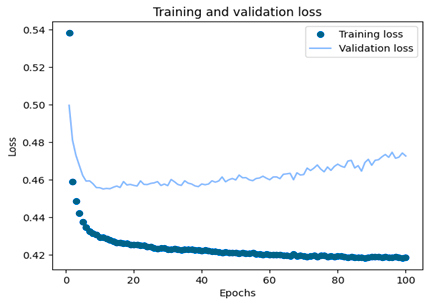 Training and validation loss
Training loss
Validation loss
0.54
0.52
0.50
0.48
0.46
0.44
0.42
Loss
0
20
40
60
80
100
Epochs